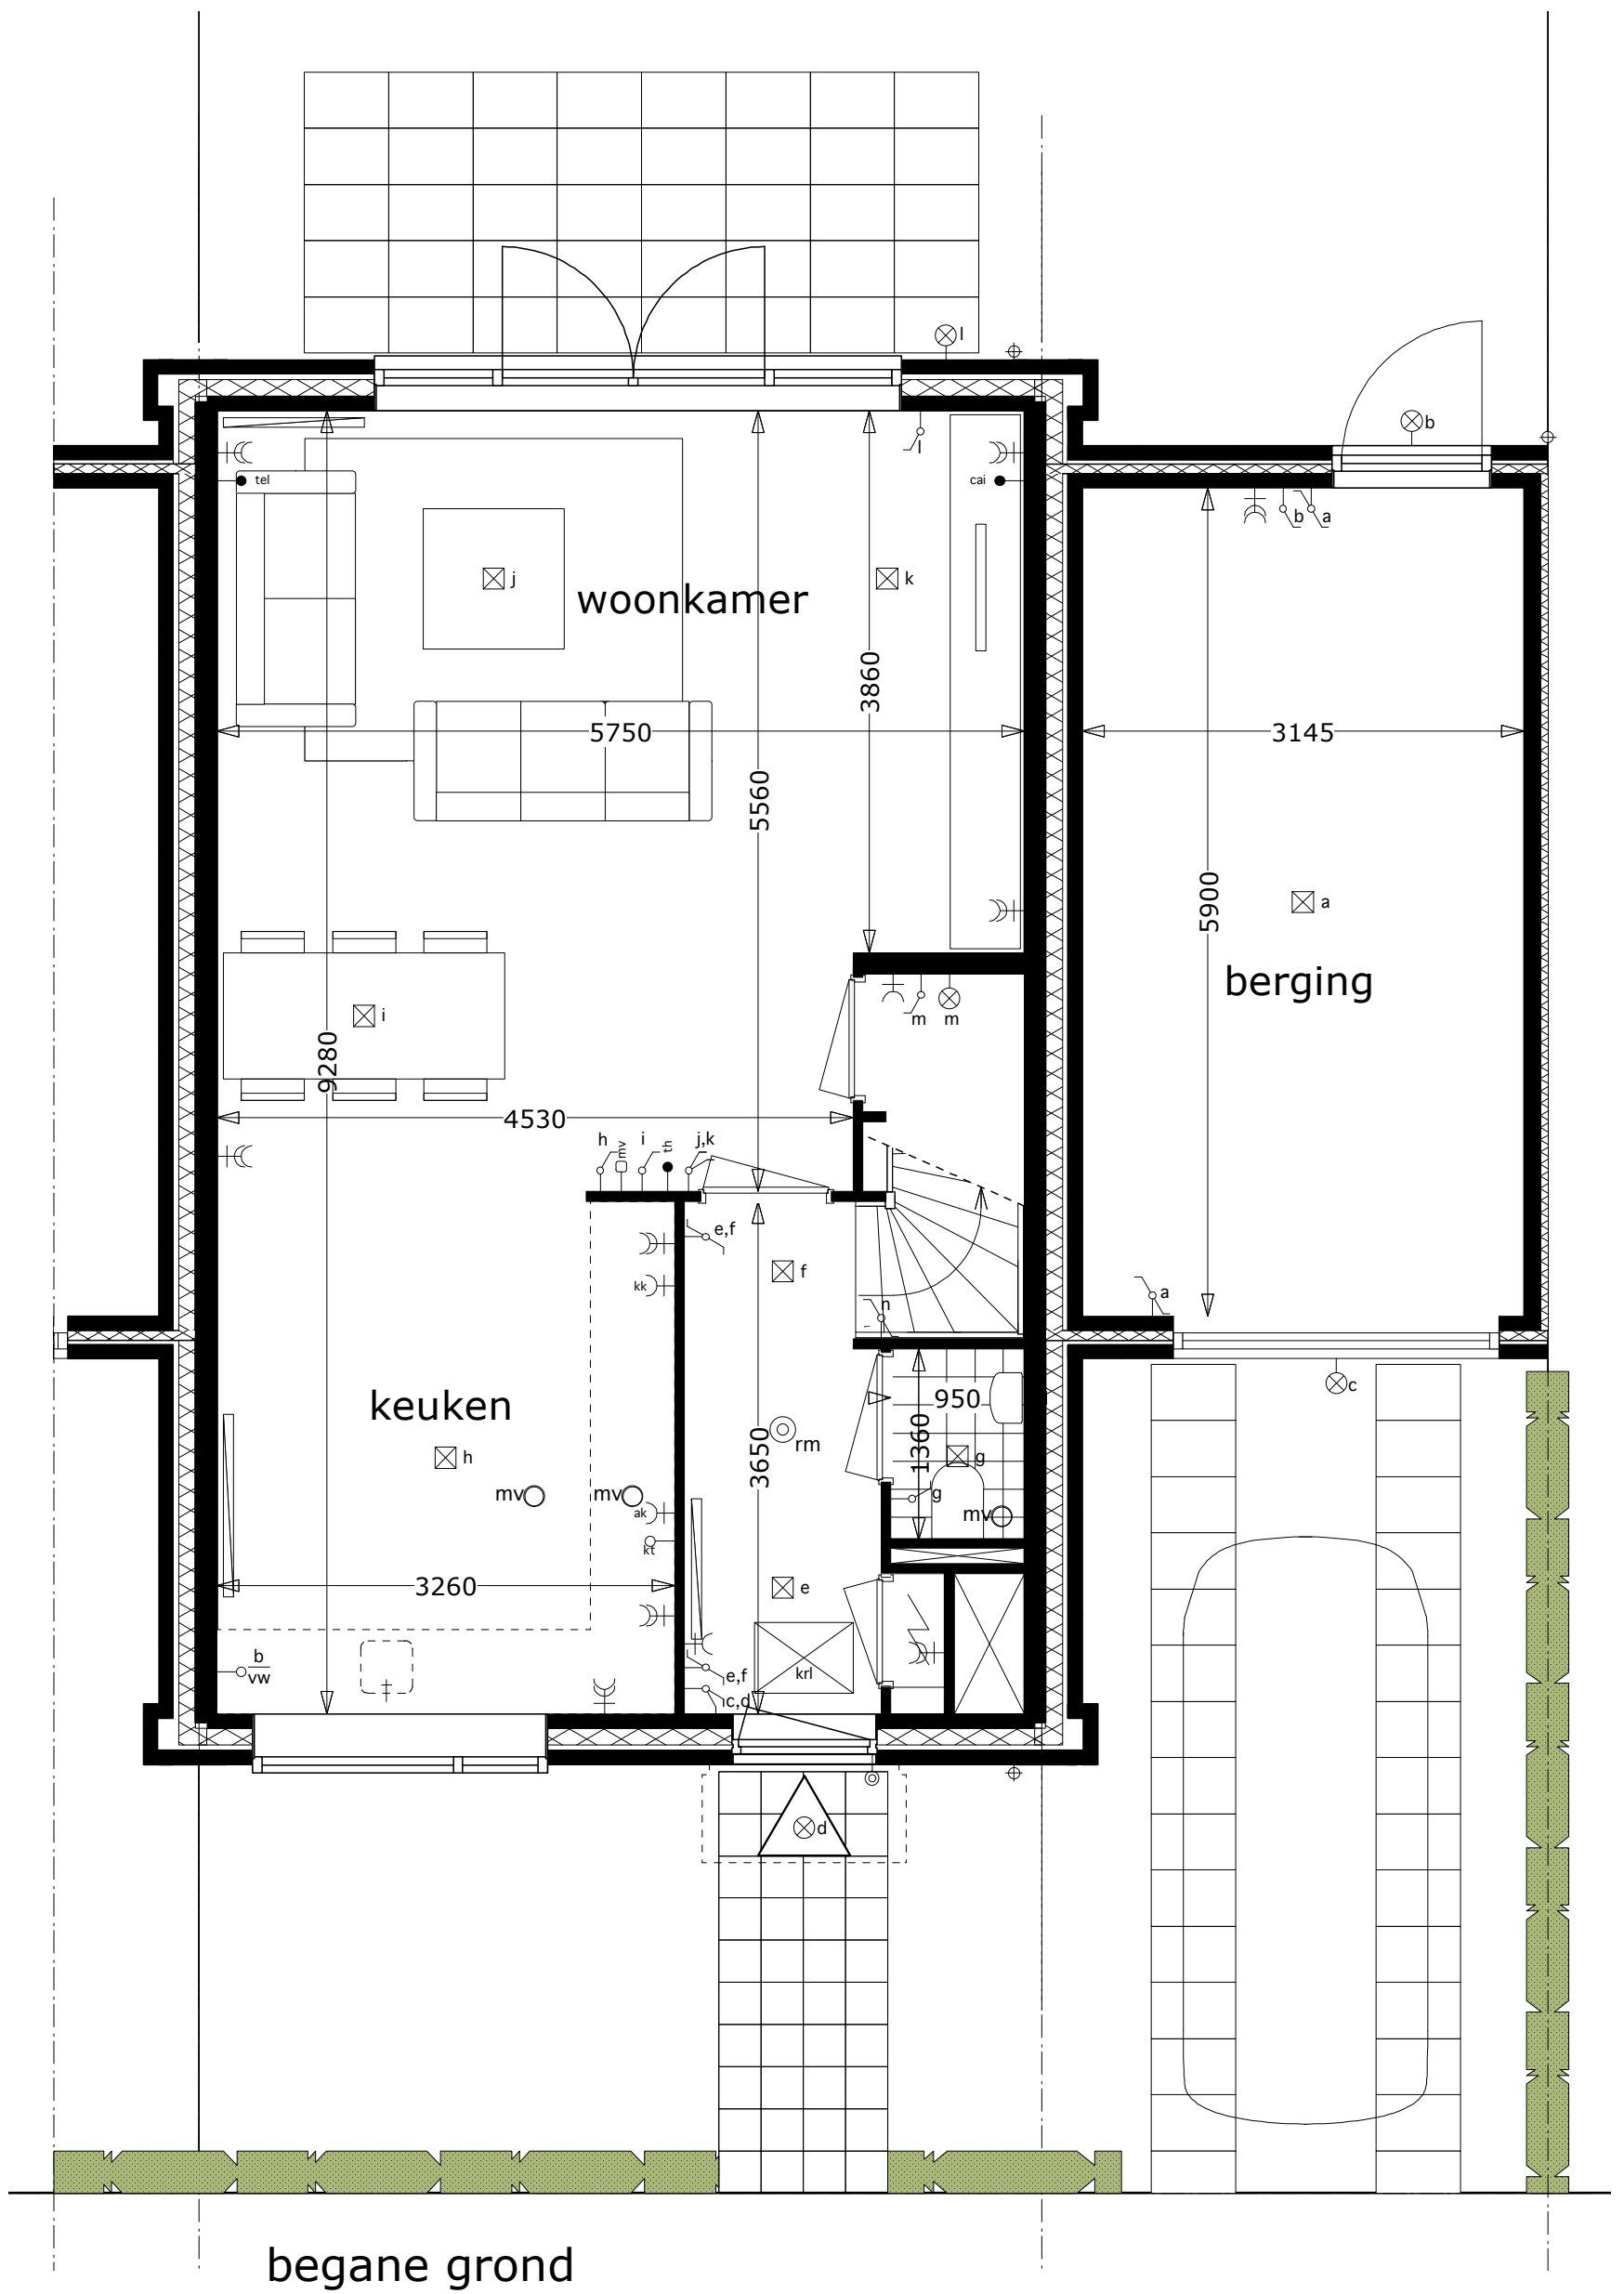 l
b
tel
cai
l
b
a
j
k
woonkamer
3860
5750
3145
5560
5900
a
berging
i
m
m
9280
4530
h
mv
i
th
j,k
e,f
f
kk
a
n
c
keuken
950
1360
rm
3650
h
g
g
mv
mv
ak
mv
kt
3260
e
b
vw
krl
e,f
c,d
d
begane grond